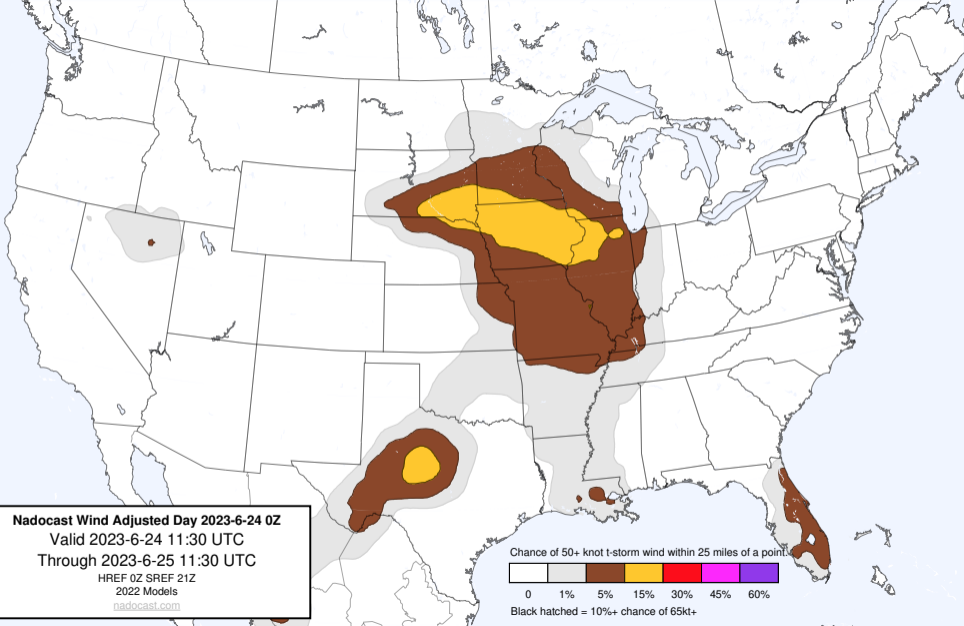 Nadocast Wind Adjusted Day 2023-6-24 0Z
Valid 2023-6-24 11:30 UTC
Through 2023-6-25 11:30 UTC
HREF 0Z SREF 21Z
2022 Models
nadocast.com
Chance of 50+ knot t-storm wind within 25 miles of a point.
0 1% 5% 15% 30% 45% 60%
Black hatched = 10%+ chance of 65kt+